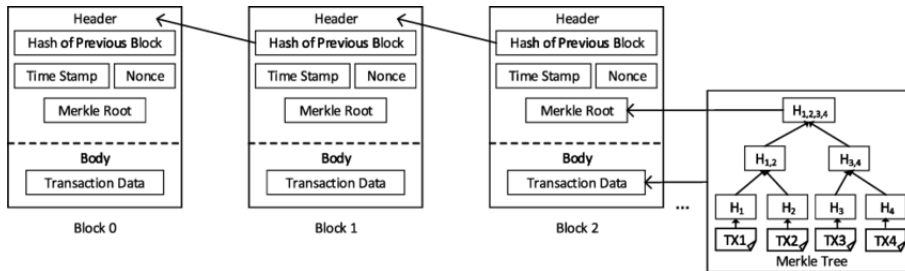 Header
Hash of Previous Block
Time Stamp
Nonce
Merkle Root
Body
Transaction Data
Block 0
Header
Hash of Previous Block
Time Stamp
Nonce
Merkle Root
Body
Transaction Data
Block 1
Header
Hash of Previous Block
Time Stamp
Nonce
Merkle Root
Body
Transaction Data
Block 2
...
H1,2,3,4
H1,2
H3,4
H1
H2
H3
H4
TX1
TX2
TX3
TX4
Merkle Tree